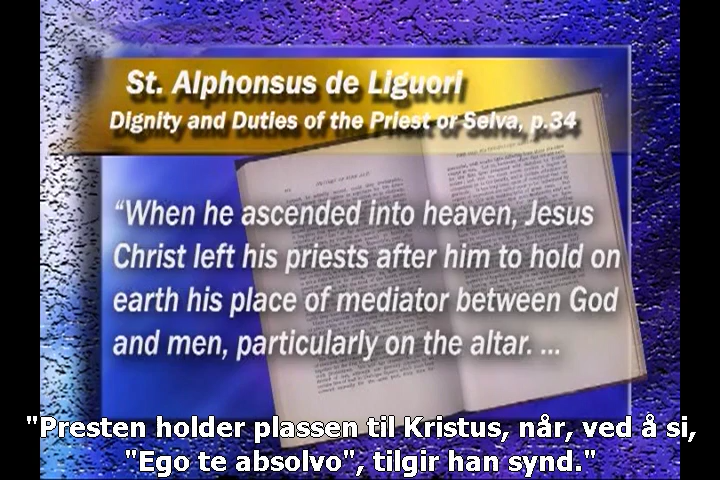 St. Alphonsus de Liguori
Dignity and Duties of the Priest or Selva, p.34
“When he ascended into heaven, Jesus
Christ left his priests after him to hold on
earth his place of mediator between God
and men, particularly on the altar. ...
"Presten holder plassen til Kristus, når, ved å si,
"Ego te absolvo", tilgir han synd."